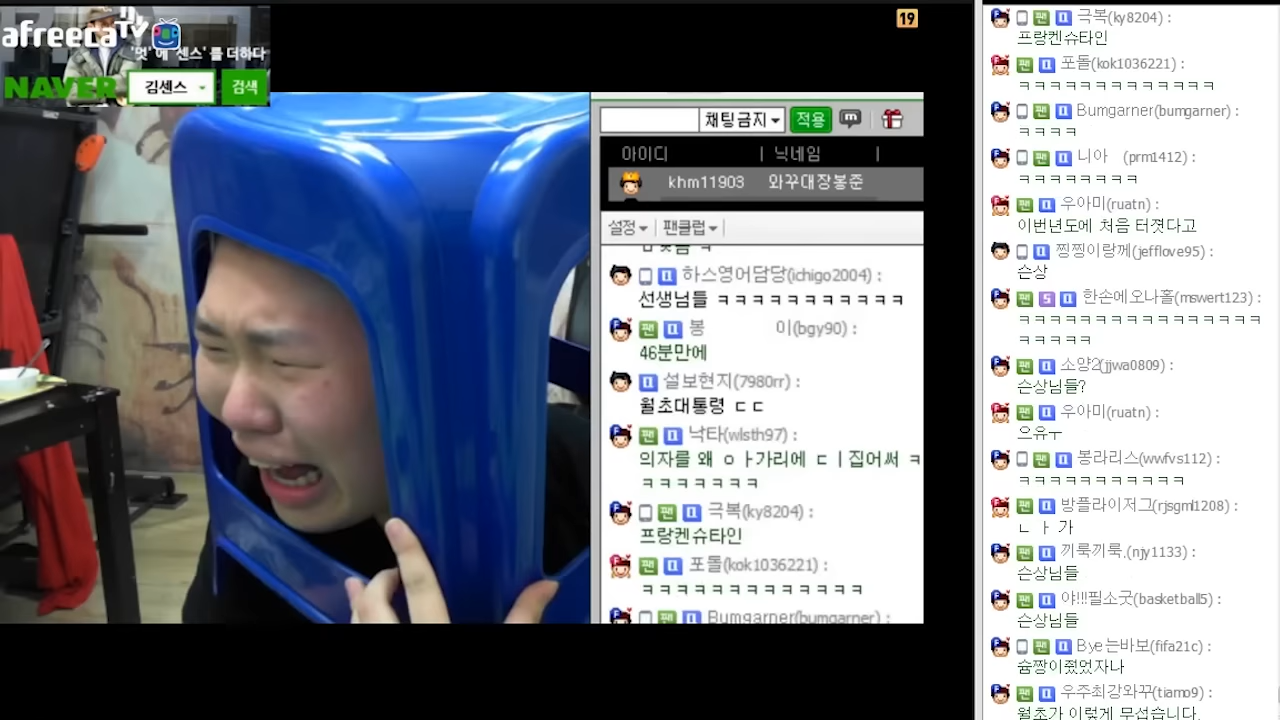 afreecaTV
'멋'에 '센스'를 더하다
NAVER 김센스 검색
19
채팅금지 적용
아이디 | 닉네임 |
khm11903 와꾸대장봉준
설정 팬클럽
하스영어담당(ichigo2004) :
선생님들 ㅋㅋㅋㅋㅋㅋㅋㅋㅋㅋㅋ
봉 이(bgy90) :
46분만에
설보현지(7980rr) :
월초대통령 ㄷㄷ
낙타(wlsth97) :
의자를 왜 ㅇㅏ가리에 ㄷㅣ집어써 ㅋ
ㅋㅋㅋㅋㅋㅋㅋ
극복(ky8204) :
프랑켄슈타인
포돌(kok1036221) :
ㅋㅋㅋㅋㅋㅋㅋㅋㅋㅋㅋㅋㅋ
Bumgarner(bumgarner) :
극복(ky8204) :
프랑켄슈타인
포돌(kok1036221) :
ㅋㅋㅋㅋㅋㅋㅋㅋㅋㅋㅋㅋㅋ
Bumgarner(bumgarner) :
ㅋㅋㅋㅋ
니아 (prm1412) :
ㅋㅋㅋㅋㅋㅋㅋㅋ
우아미(ruatn) :
이번년도에 처음 터졋다고
찡찡이랑께(jefflove95) :
슨상
한손에오나홀(mswert123) :
ㅋㅋㅋㅋㅋㅋㅋㅋㅋㅋㅋㅋㅋㅋㅋㅋ
ㅋㅋㅋㅋㅋ
소양2(jjwa0809) :
슨상님들?
우아미(ruatn) :
으유ㅜ
봉라리스(wwfvs112) :
ㅋㅋㅋㅋㅋㅋㅋㅋㅋㅋㅋ
방플라이저그(rjsgml1208) :
ㄴ ㅏ 가
끼룩끼룩.(njy1133) :
슨상님들
야!!!필소굿(basketball5) :
슨상님들
Bye는바보(fifa21c) :
숨짱이줬었자나
우주최강와꾸(tiamo9) :
월초가 이렇게 무섭습니다.